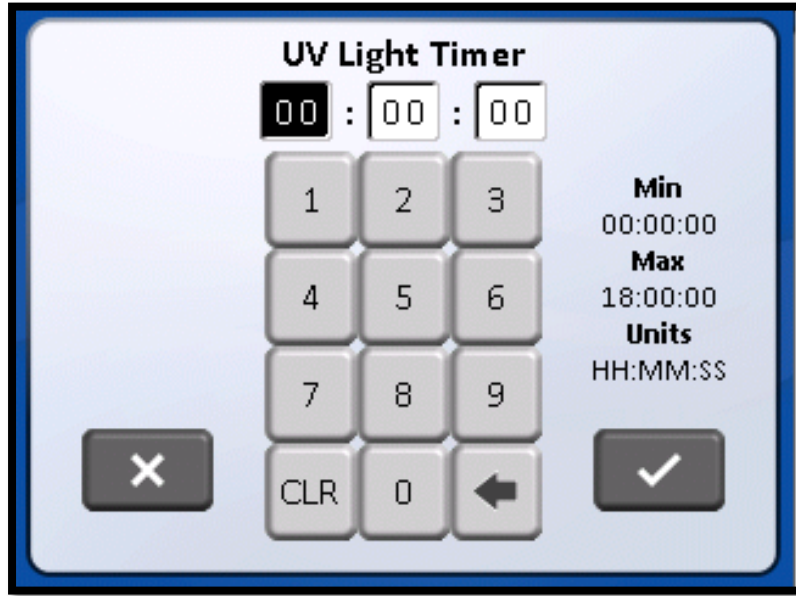 UV Light Timer
00 : 00 : 00
1 2 3
4 5 6
7 8 9
CLR 0
Min
00:00:00
Max
18:00:00
Units
HH:MM:SS